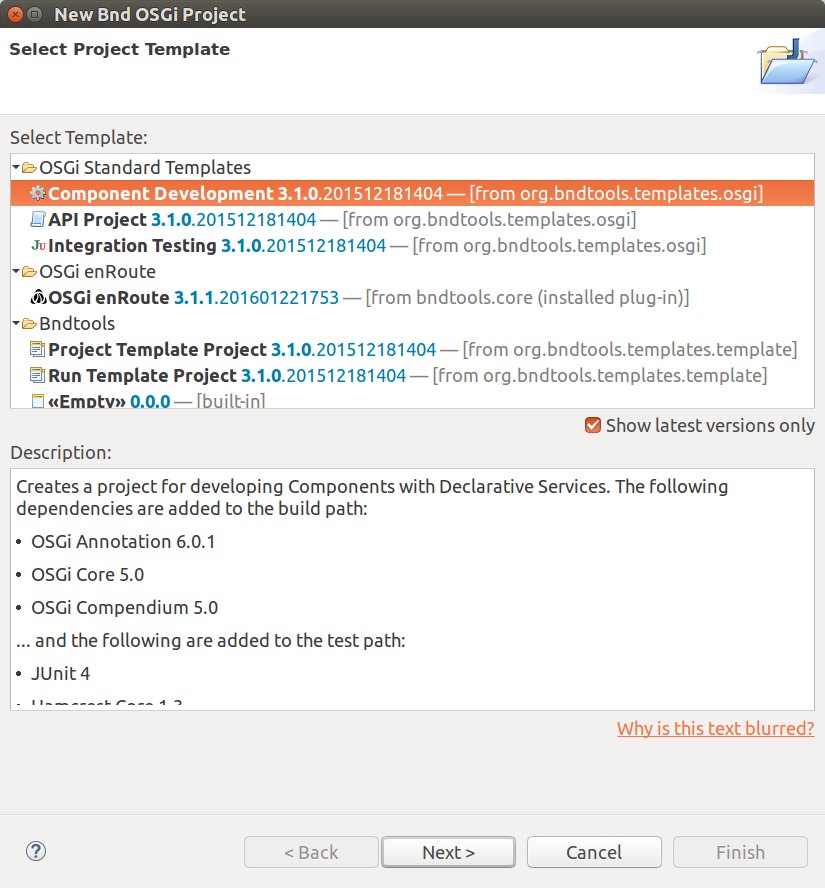 New Bnd OSGi Project
Select Project Template
Select Template:
OSGi Standard Templates
Component Development 3.1.0.201512181404 — [from org.bndtools.templates.osgi]
API Project 3.1.0.201512181404 — [from org.bndtools.templates.osgi]
JU Integration Testing 3.1.0.201512181404 — [from org.bndtools.templates.osgi]
OSGi enRoute
OSGi enRoute 3.1.1.201601221753 — [from bndtools.core (installed plug-in)]
Bndtools
Project Template Project 3.1.0.201512181404 — [from org.bndtools.templates.template]
Run Template Project 3.1.0.201512181404 — [from org.bndtools.templates.template]
«Empty» 0.0.0 — [built-in]
Show latest versions only
Description:
Creates a project for developing Components with Declarative Services. The following
dependencies are added to the build path:
• OSGi Annotation 6.0.1
• OSGi Core 5.0
• OSGi Compendium 5.0
... and the following are added to the test path:
• JUnit 4
• Hamcrest Core 1.3
Why is this text blurred?
?
< Back
Next >
Cancel
Finish